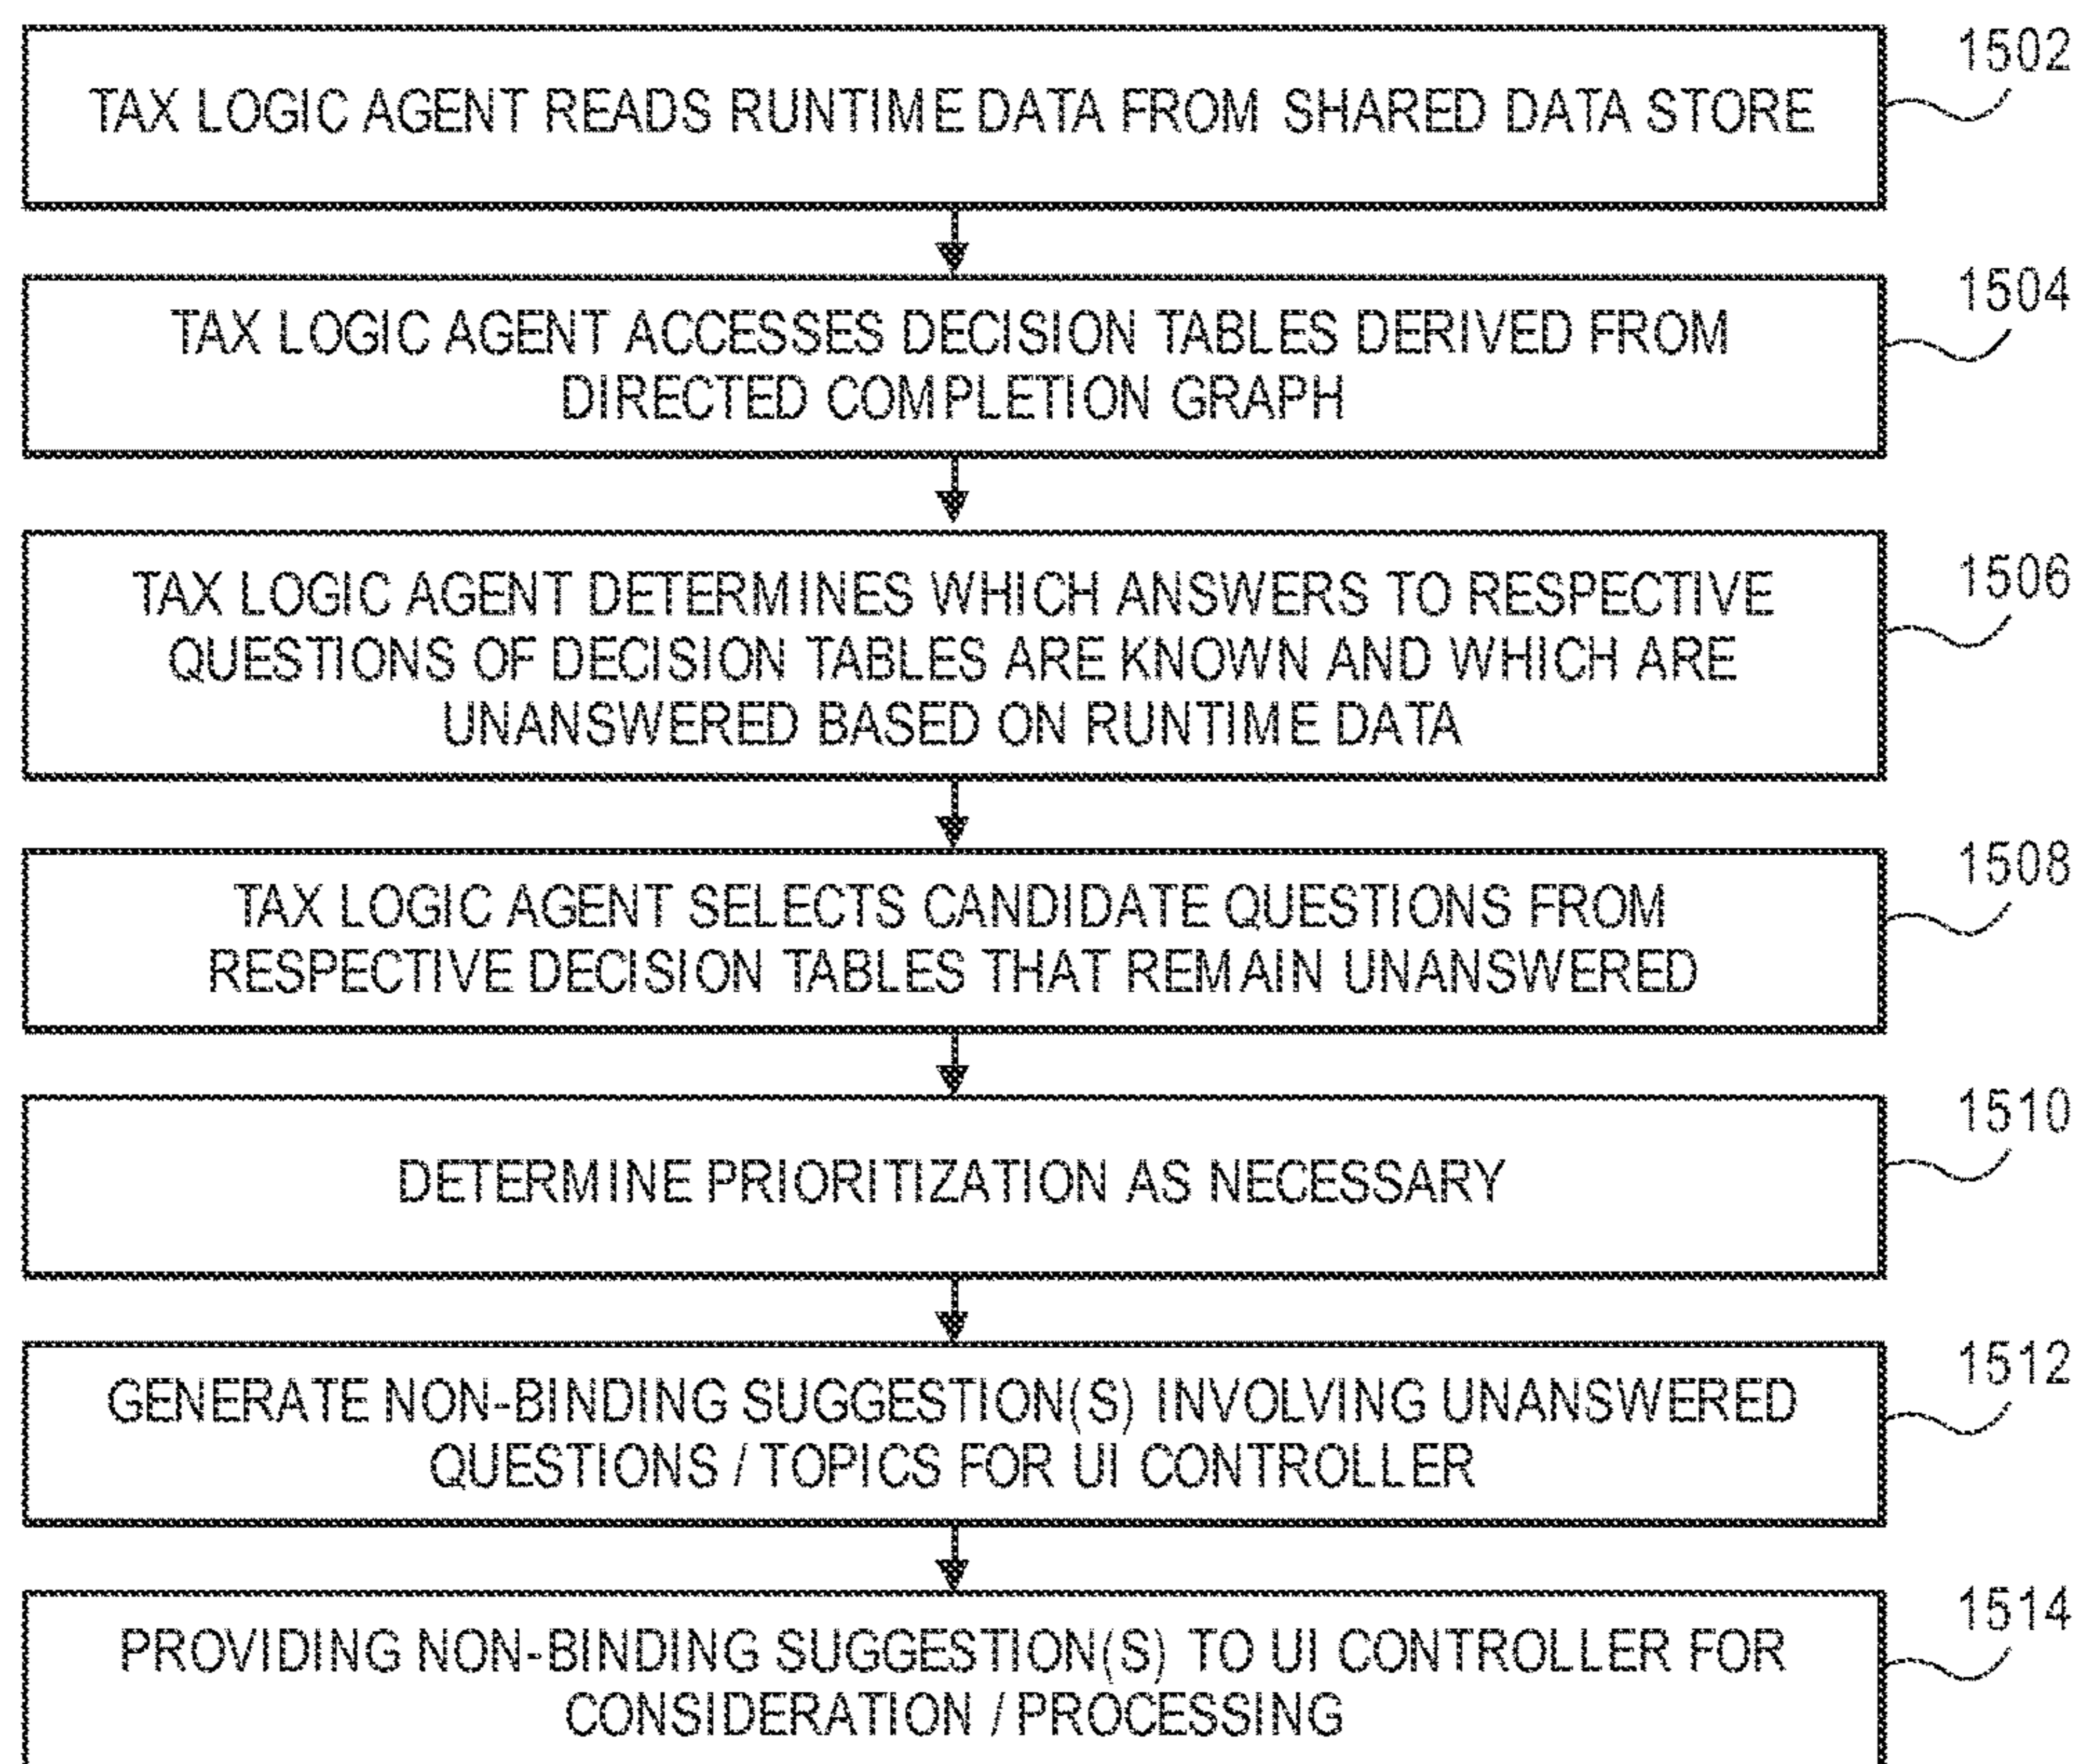 1502
TAX LOGIC AGENT READS RUNTIME DATA FROM SHARED DATA STORE
1504
TAX LOGIC AGENT ACCESSES DECISION TABLES DERIVED FROM
DIRECTED COMPLETION GRAPH
1506
TAX LOGIC AGENT DETERMINES WHICH ANSWERS TO RESPECTIVE
QUESTIONS OF DECISION TABLES ARE KNOWN AND WHICH ARE
UNANSWERED BASED ON RUNTIME DATA
1508
TAX LOGIC AGENT SELECTS CANDIDATE QUESTIONS FROM
RESPECTIVE DECISION TABLES THAT REMAIN UNANSWERED
1510
DETERMINE PRIORITIZATION AS NECESSARY
1512
GENERATE NON-BINDING SUGGESTION(S) INVOLVING UNANSWERED
QUESTIONS / TOPICS FOR UI CONTROLLER
1514
PROVIDING NON-BINDING SUGGESTION(S) TO UI CONTROLLER FOR
CONSIDERATION / PROCESSING